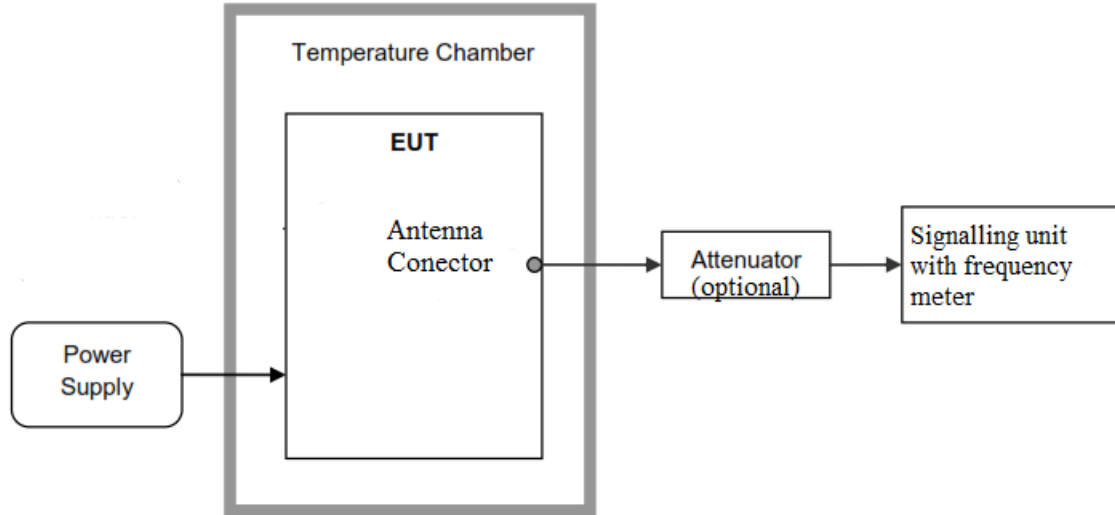 Temperature Chamber
EUT
Antenna
Conector
Attenuator
(optional)
Signalling unit
with frequency
meter
Power
Supply